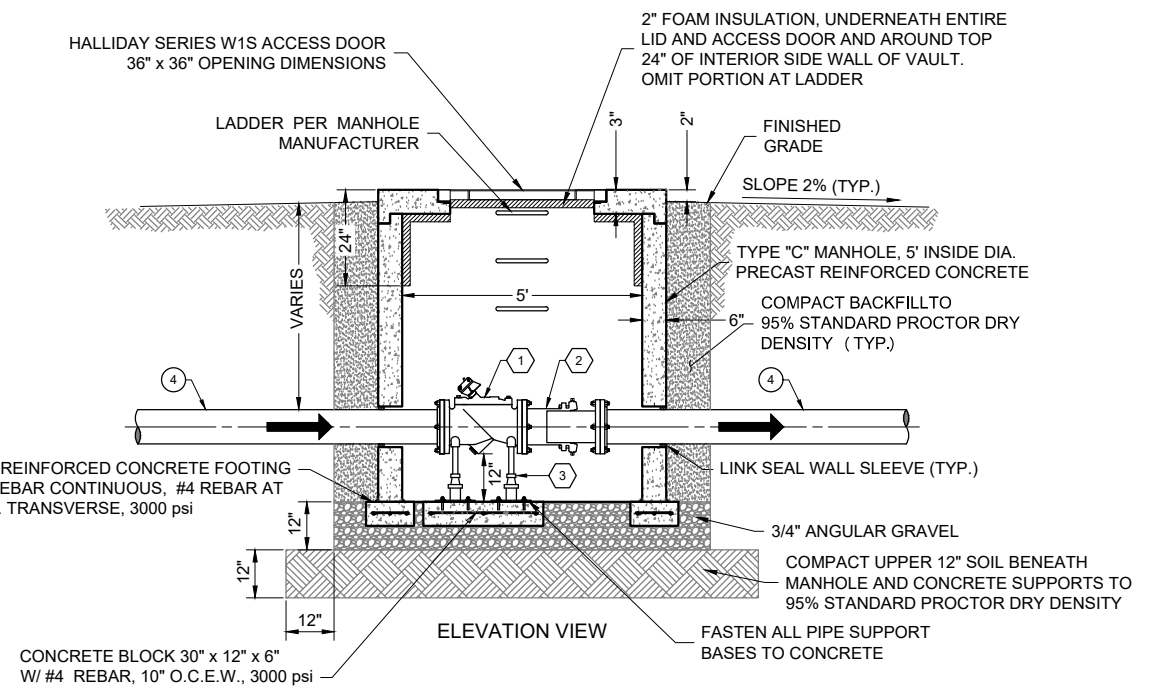 HALLIDAY SERIES W1S ACCESS DOOR
36" x 36" OPENING DIMENSIONS
2" FOAM INSULATION, UNDERNEATH ENTIRE
LID AND ACCESS DOOR AND AROUND TOP
24" OF INTERIOR SIDE WALL OF VAULT.
OMIT PORTION AT LADDER
LADDER PER MANHOLE
MANUFACTURER
3"
2"
FINISHED
GRADE
SLOPE 2% (TYP.)
24"
VARIES
5'
6"
TYPE "C" MANHOLE, 5' INSIDE DIA.
PRECAST REINFORCED CONCRETE
COMPACT BACKFILLTO
95% STANDARD PROCTOR DRY
DENSITY (TYP.)
1
2
4
4
3
12"
REINFORCED CONCRETE FOOTING
REBAR CONTINUOUS, #4 REBAR AT
TRANSVERSE, 3000 psi
LINK SEAL WALL SLEEVE (TYP.)
12"
3/4" ANGULAR GRAVEL
12"
COMPACT UPPER 12" SOIL BENEATH
MANHOLE AND CONCRETE SUPPORTS TO
95% STANDARD PROCTOR DRY DENSITY
12"
ELEVATION VIEW
FASTEN ALL PIPE SUPPORT
BASES TO CONCRETE
CONCRETE BLOCK 30" x 12" x 6"
W/ #4 REBAR, 10" O.C.E.W., 3000 psi